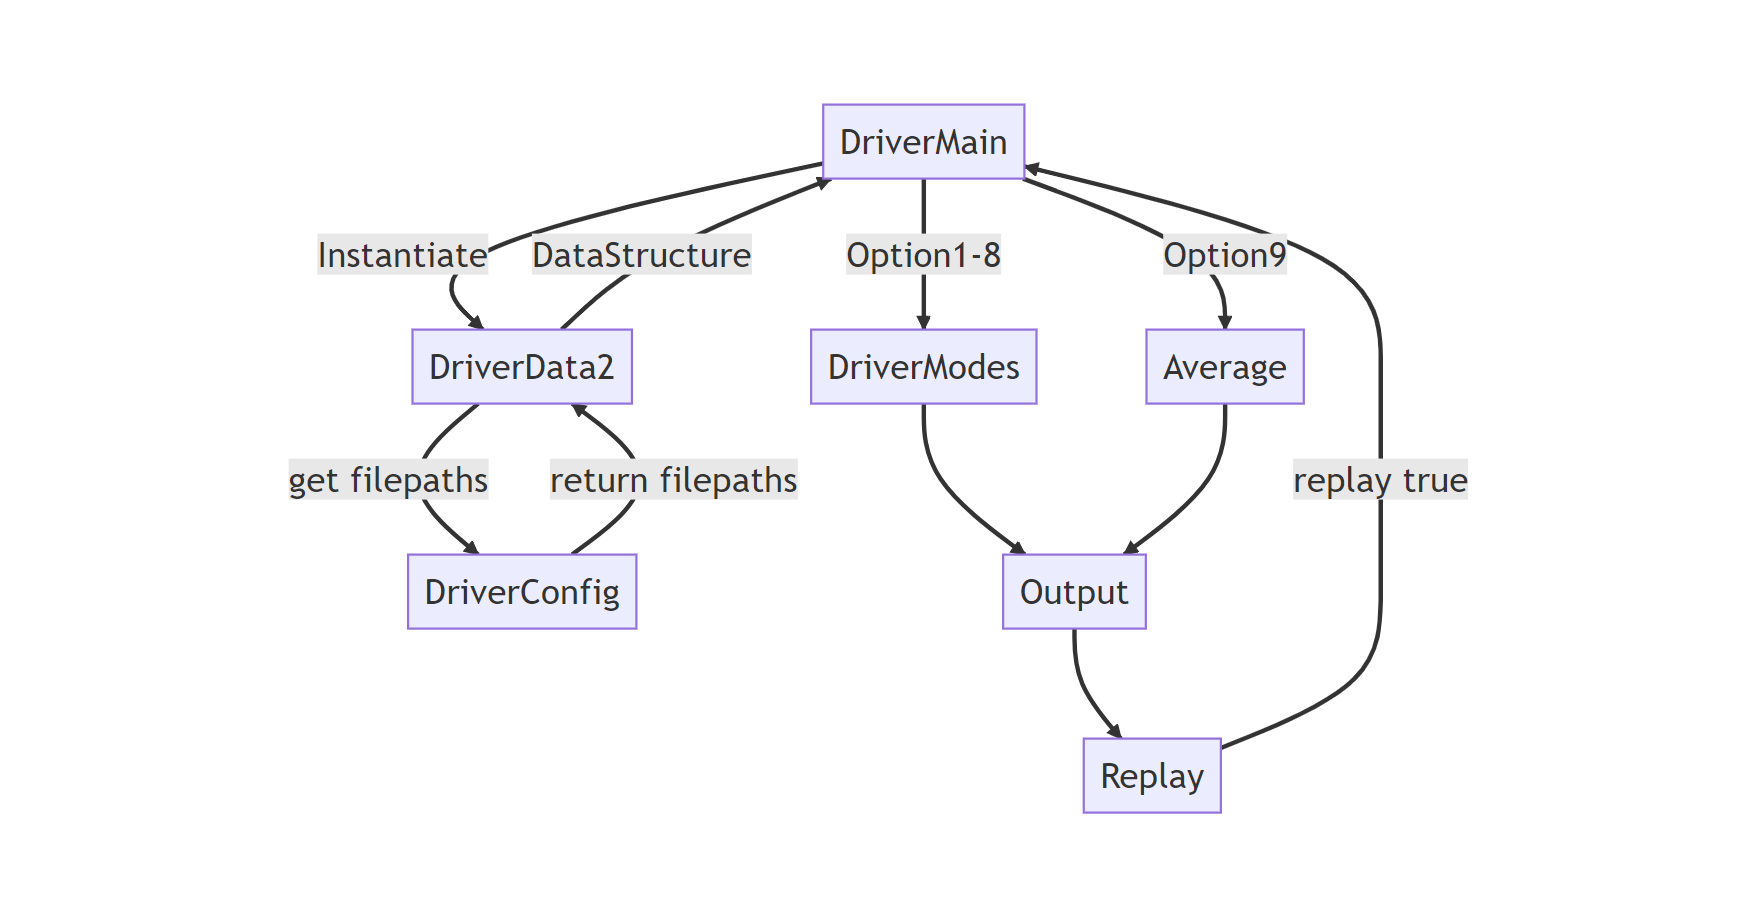 DriverMain
Instantiate
DataStructure
Option1-8
Option9
DriverData2
DriverModes
Average
get filepaths
return filepaths
replay true
DriverConfig
Output
Replay